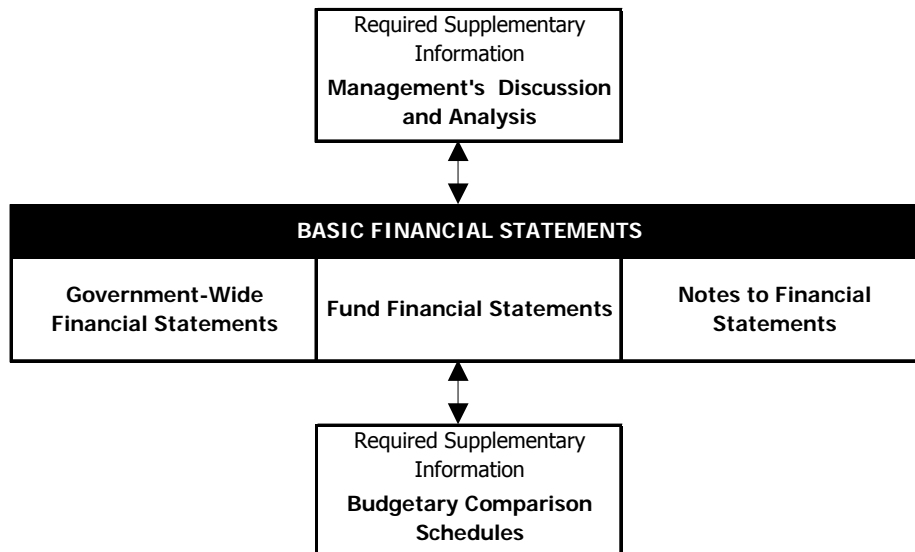 Required Supplementary
Information
Management's Discussion
and Analysis
BASIC FINANCIAL STATEMENTS
Government-Wide
Financial Statements
Fund Financial Statements
Notes to Financial
Statements
Required Supplementary
Information
Budgetary Comparison
Schedules